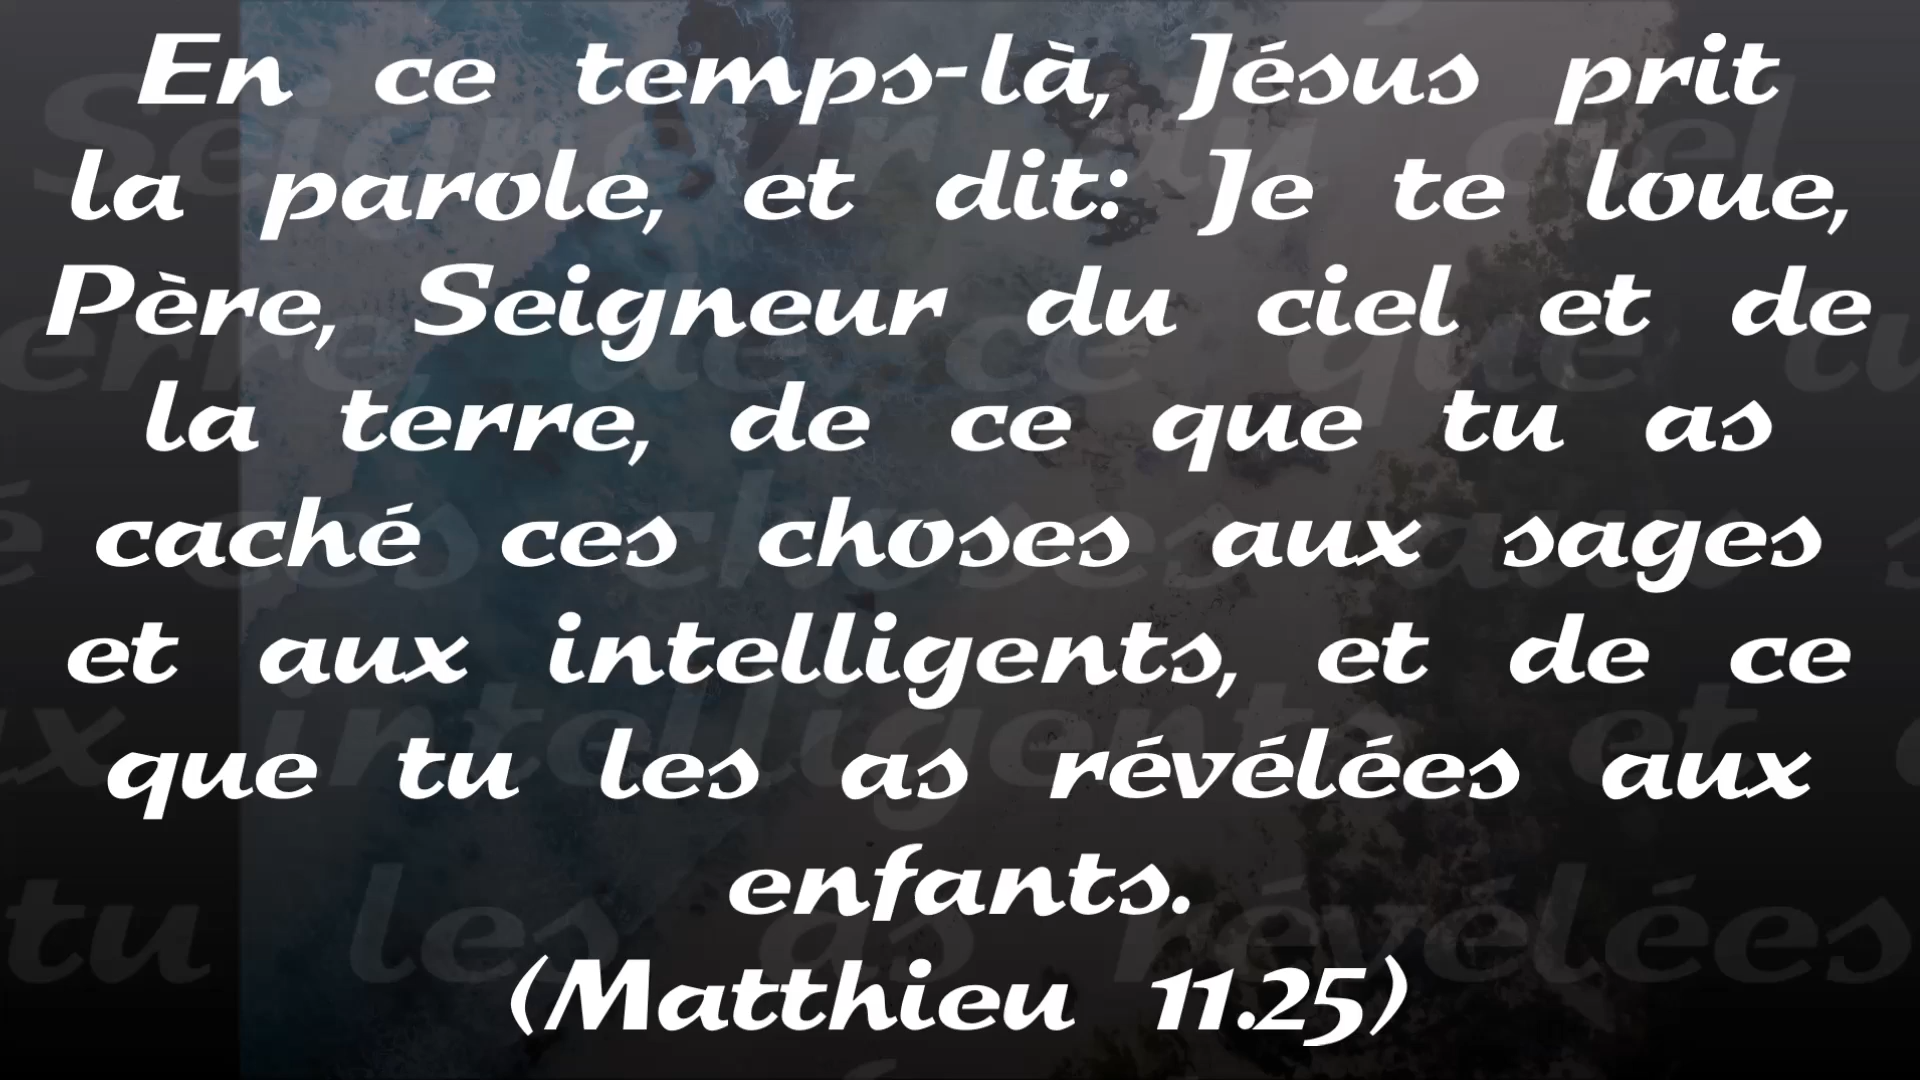 En ce temps-là, Jésus prit
la parole, et dit: Je te loue,
Père, Seigneur du ciel et de
la terre, de ce que tu as
caché ces choses aux sages
et aux intelligents, et de ce
que tu les as révélées aux
enfants.
(Matthieu 11.25)